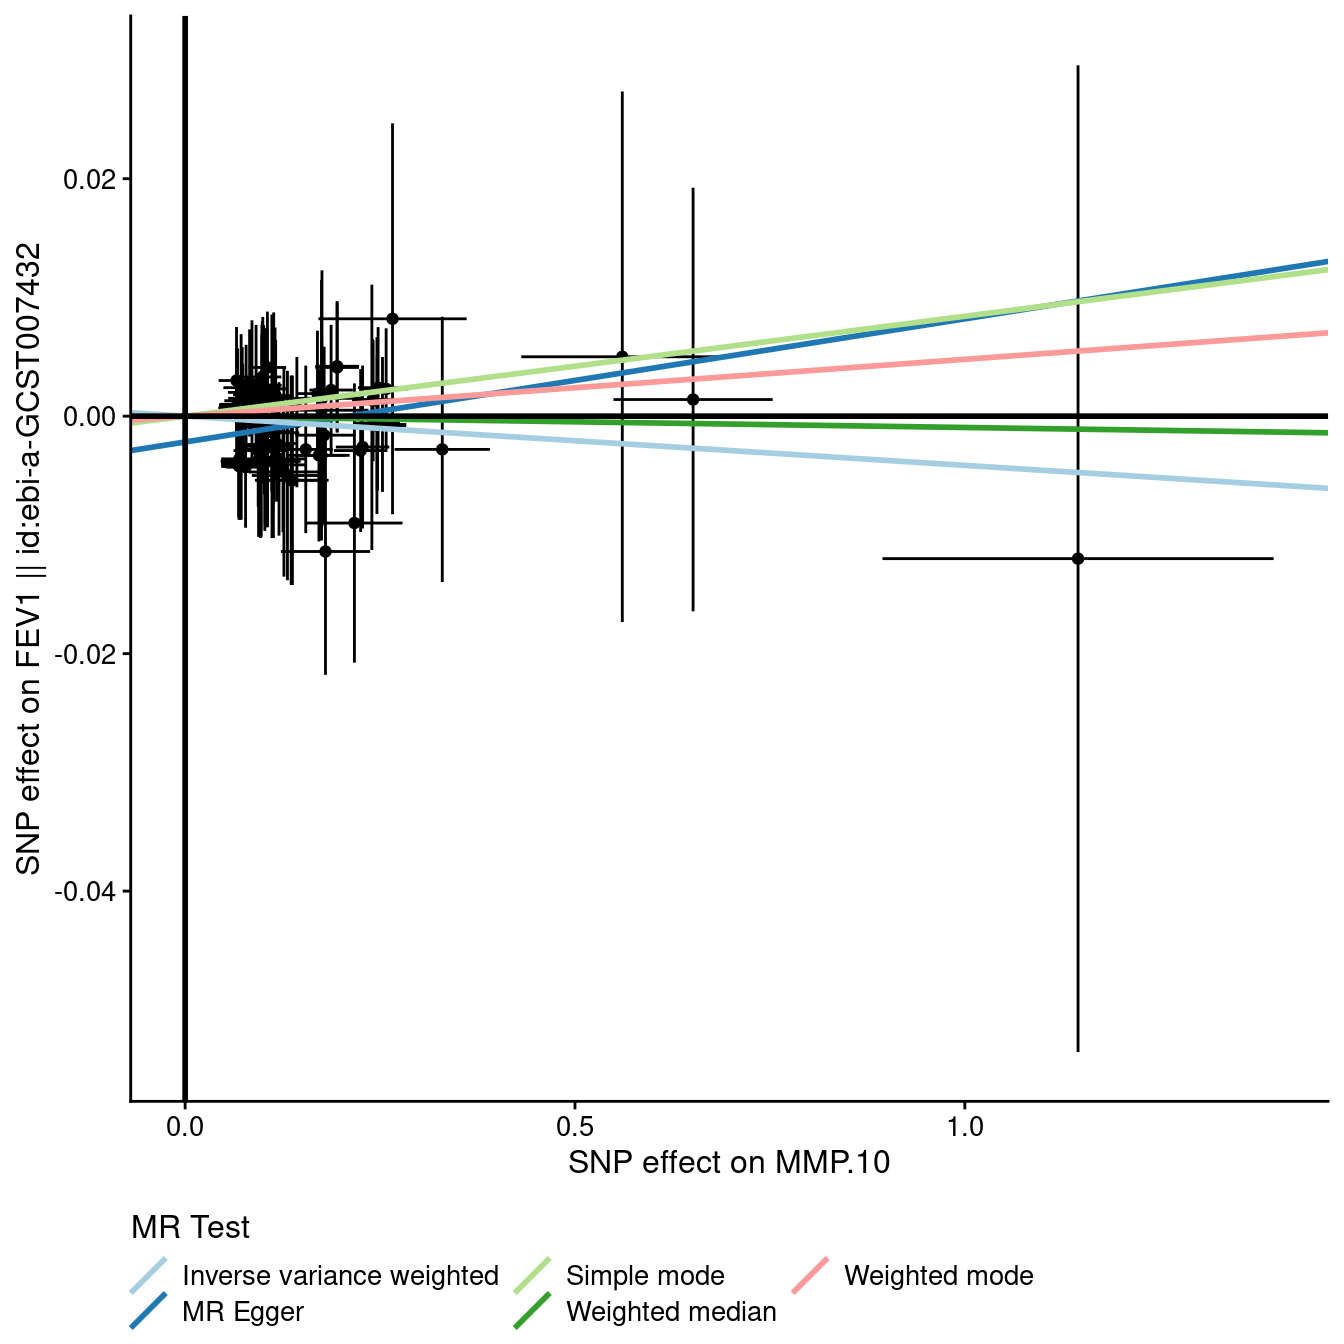 SNP effect on FEV1 || id:ebi-a-GCST007432
0.02
0.00
-0.02
-0.04
0.0 0.5 1.0
SNP effect on MMP.10
MR Test
Inverse variance weighted Simple mode Weighted mode
MR Egger Weighted median